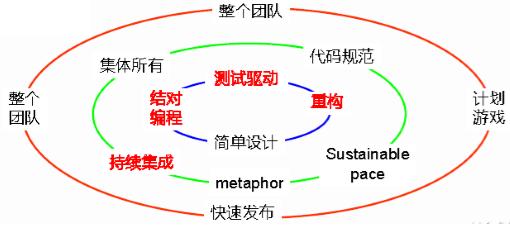 整个团队
集体所有
代码规范
测试驱动
整个
团队
结对
编程
重构
计划
游戏
简单设计
持续集成
Sustainable
pace
metaphor
快速发布